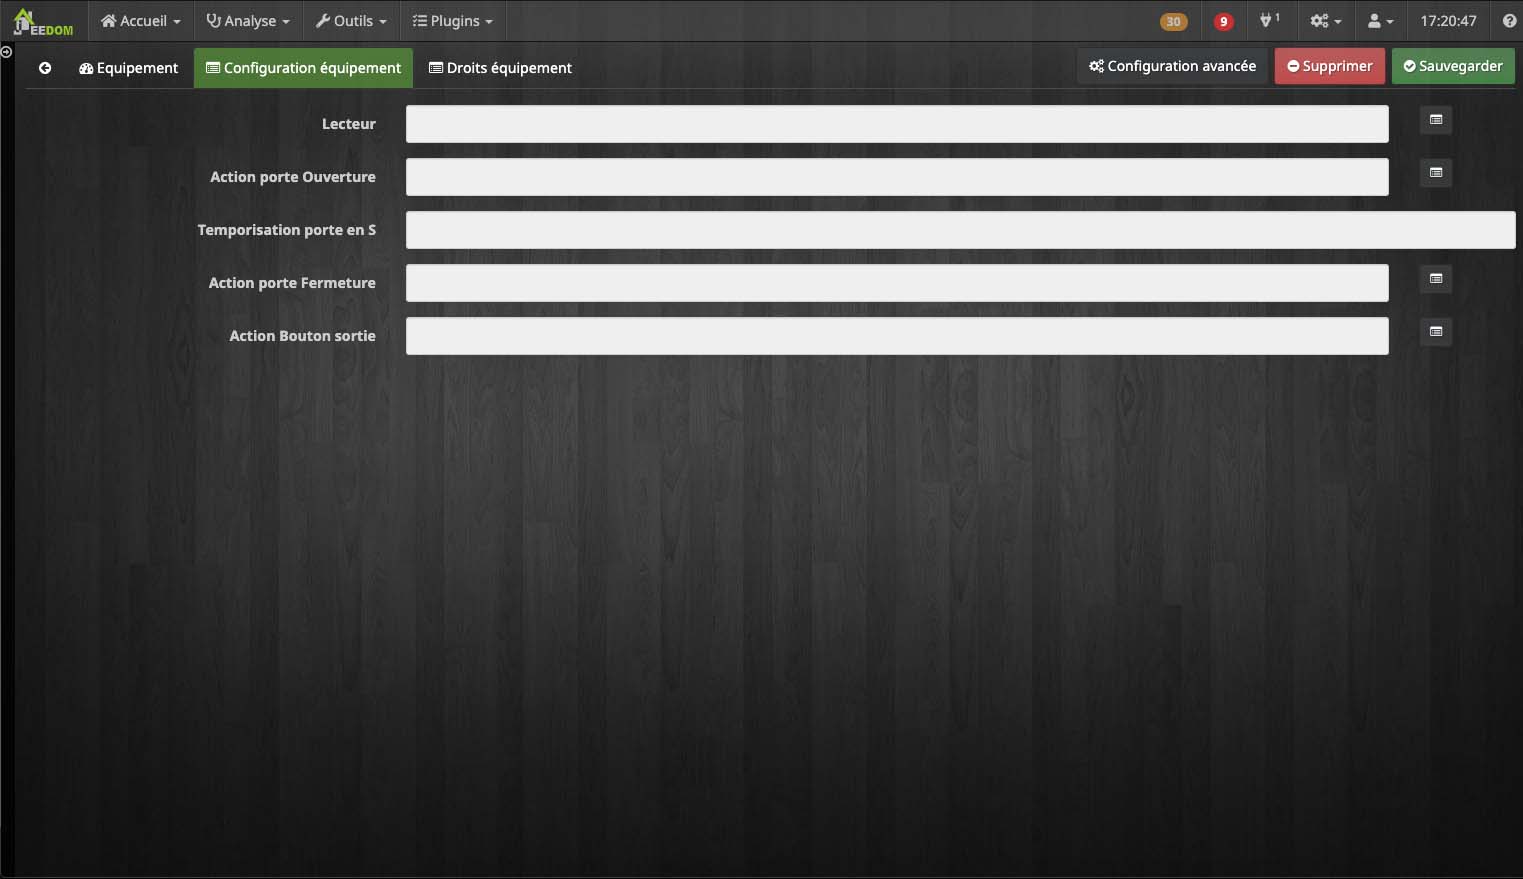 JEEDOM Accueil Analyse Outils Plugins 30 9 1 17:20:47
Equipement Configuration équipement Droits équipement Configuration avancée Supprimer Sauvegarder
Lecteur
Action porte Ouverture
Temporisation porte en S
Action porte Fermeture
Action Bouton sortie